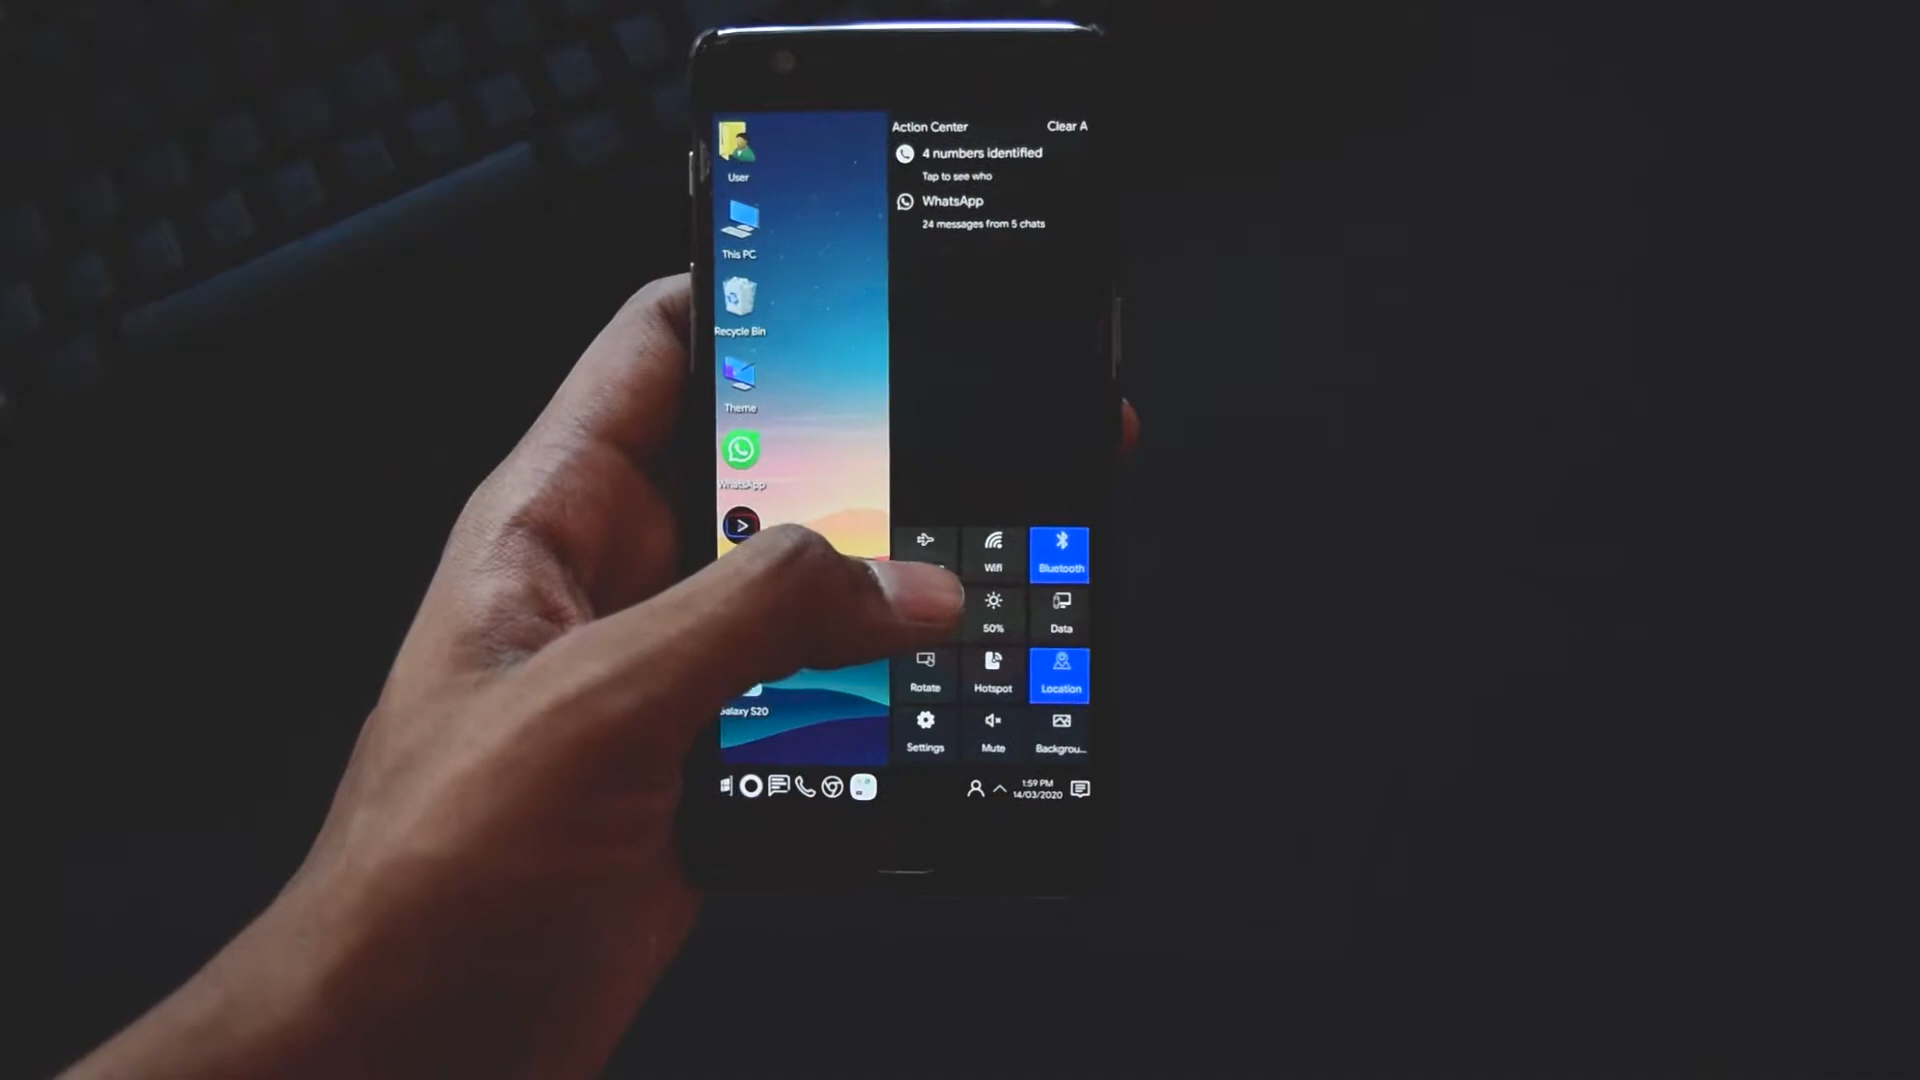 User
This PC
Recycle Bin
Theme
WhatsApp
Galaxy S20
Action Center
Clear A
4 numbers identified
Tap to see who
WhatsApp
24 messages from 5 chats
Wifi
Bluetooth
50%
Data
Rotate
Hotspot
Location
Settings
Mute
Backgrou...
1:59 PM
14/03/2020